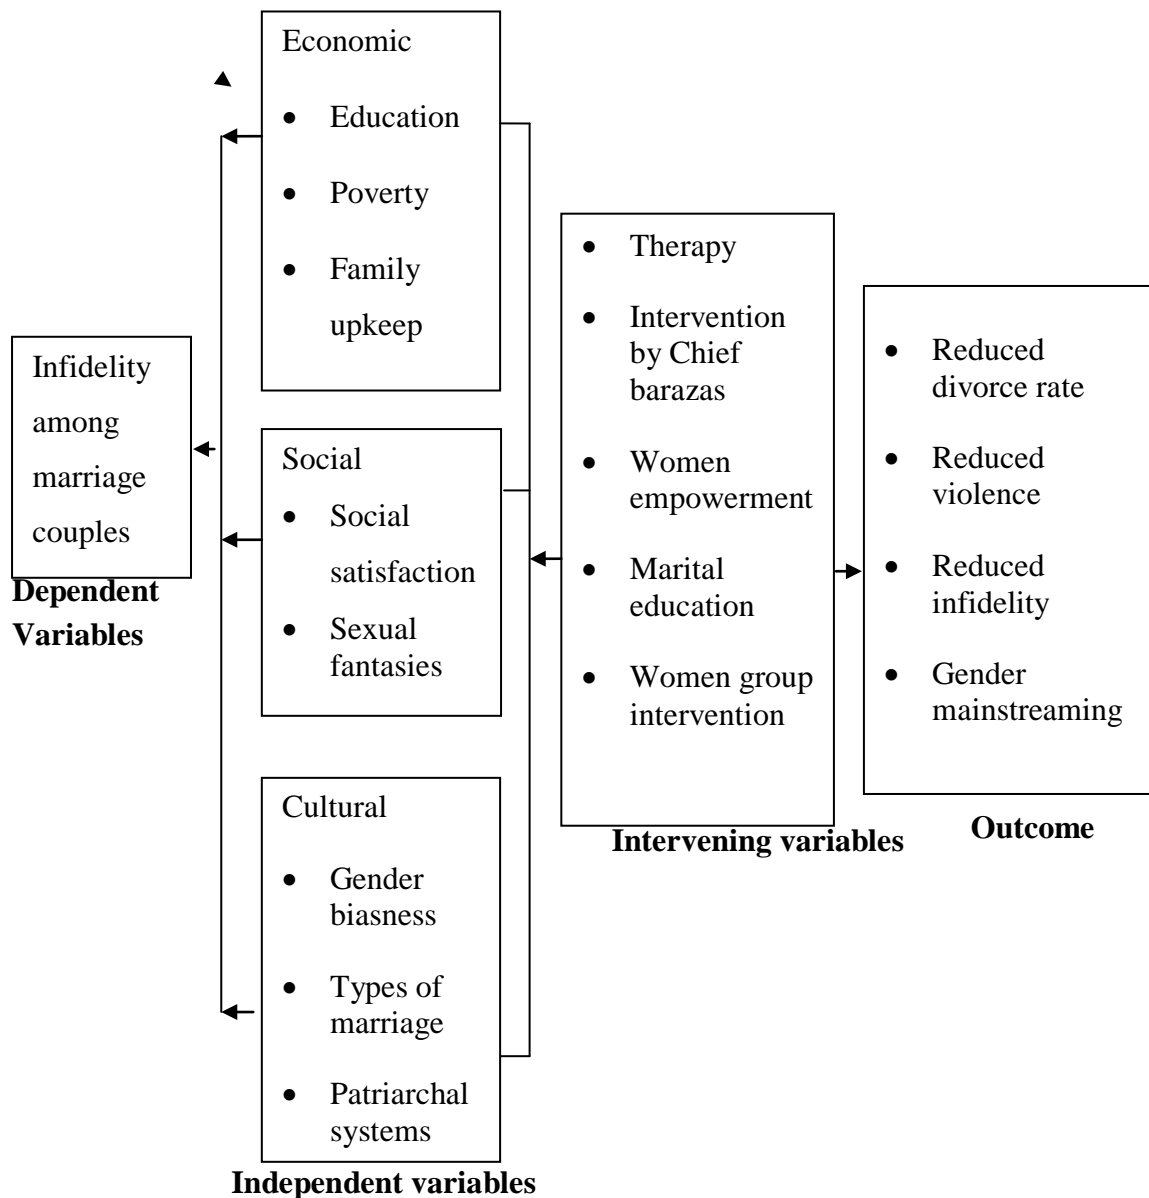 Economic
• Education
• Poverty
• Family
upkeep
Infidelity
among
marriage
couples
Dependent
Variables
Social
• Social
satisfaction
• Sexual
fantasies
Cultural
• Gender
biasness
• Types of
marriage
• Patriarchal
systems
Independent variables
• Therapy
• Intervention
by Chief
barazas
• Women
empowerment
• Marital
education
• Women group
intervention
Intervening variables
• Reduced
divorce rate
• Reduced
violence
• Reduced
infidelity
• Gender
mainstreaming
Outcome